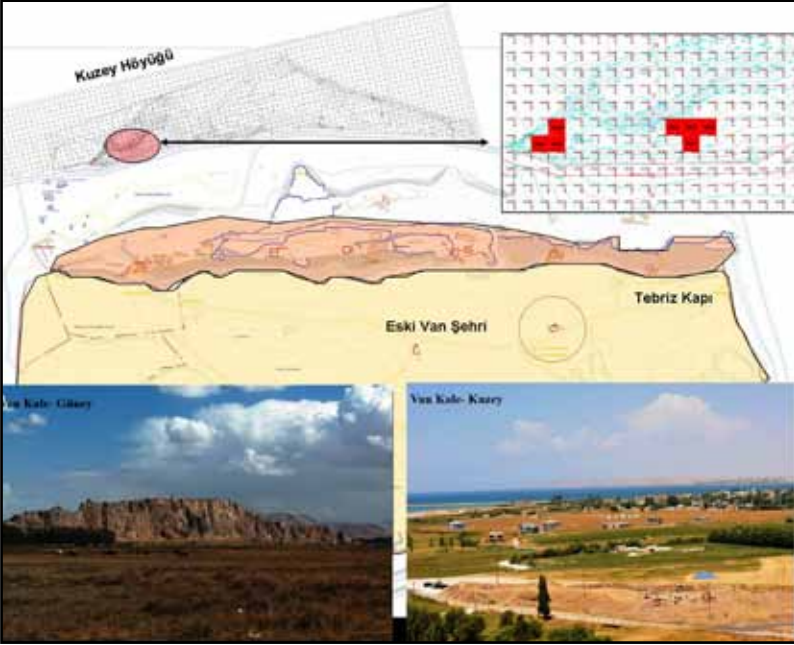 Kuzey Höyüğü
Tebriz Kapı
Eski Van Şehri
Van Kale- Güney
Van Kale- Kuzey